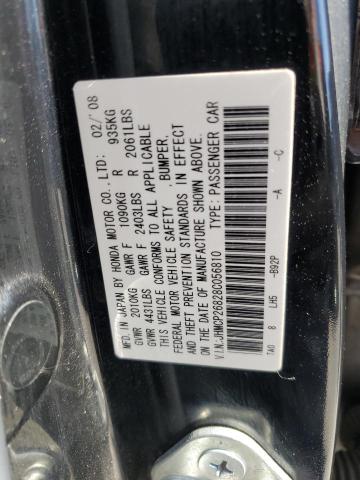 MFD. IN JAPAN BY HONDA MOTOR CO., LTD: 02/'08
GVWR 2010KG GAWR F 1090KG R 935KG
GVWR 4431LBS GAWR F 2403LBS R 2061LBS
THIS VEHICLE CONFORMS TO ALL APPLICABLE
FEDERAL MOTOR VEHICLE SAFETY, BUMPER,
AND THEFT PREVENTION STANDARDS IN EFFECT
ON THE DATE OF MANUFACTURE SHOWN ABOVE.
V.I.N.:JHMCP26828C056810 TYPE: PASSENGER CAR
TA0 8 LH5 -B92P -A -C